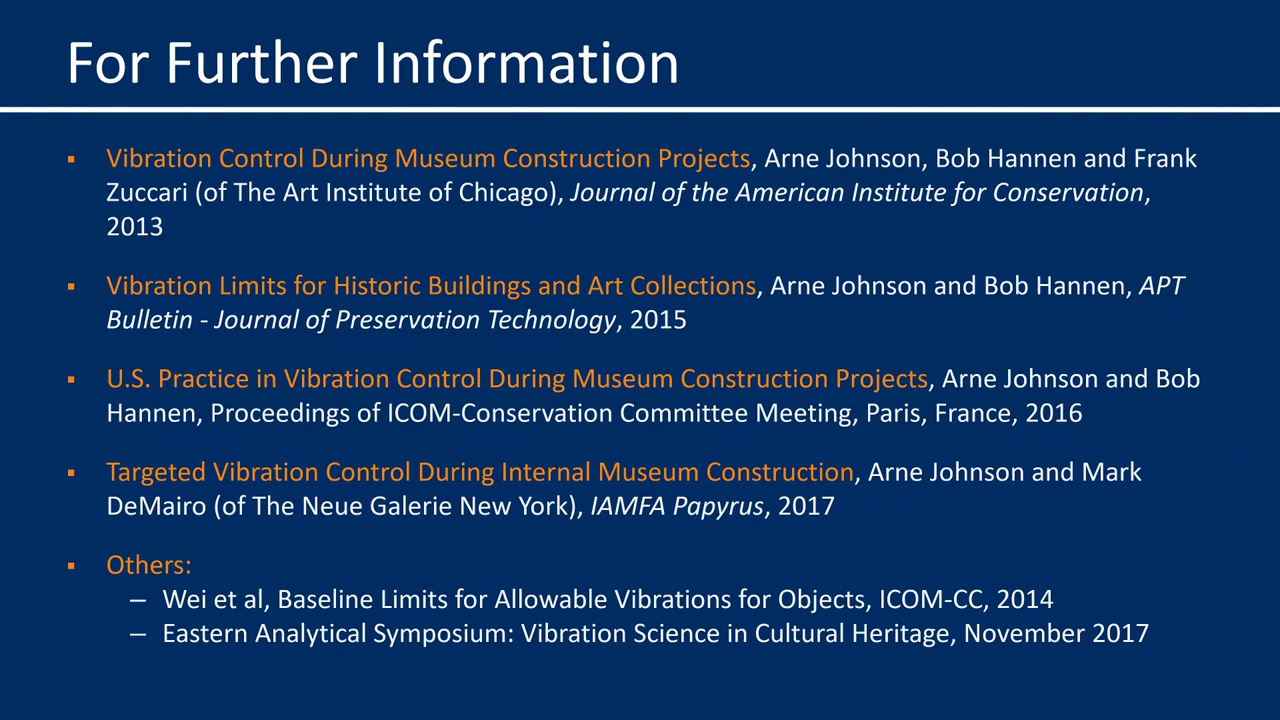 For Further Information
▪ Vibration Control During Museum Construction Projects, Arne Johnson, Bob Hannen and Frank
Zuccari (of The Art Institute of Chicago), Journal of the American Institute for Conservation,
2013
▪ Vibration Limits for Historic Buildings and Art Collections, Arne Johnson and Bob Hannen, APT
Bulletin - Journal of Preservation Technology, 2015
▪ U.S. Practice in Vibration Control During Museum Construction Projects, Arne Johnson and Bob
Hannen, Proceedings of ICOM-Conservation Committee Meeting, Paris, France, 2016
▪ Targeted Vibration Control During Internal Museum Construction, Arne Johnson and Mark
DeMairo (of The Neue Galerie New York), IAMFA Papyrus, 2017
▪ Others:
– Wei et al, Baseline Limits for Allowable Vibrations for Objects, ICOM-CC, 2014
– Eastern Analytical Symposium: Vibration Science in Cultural Heritage, November 2017